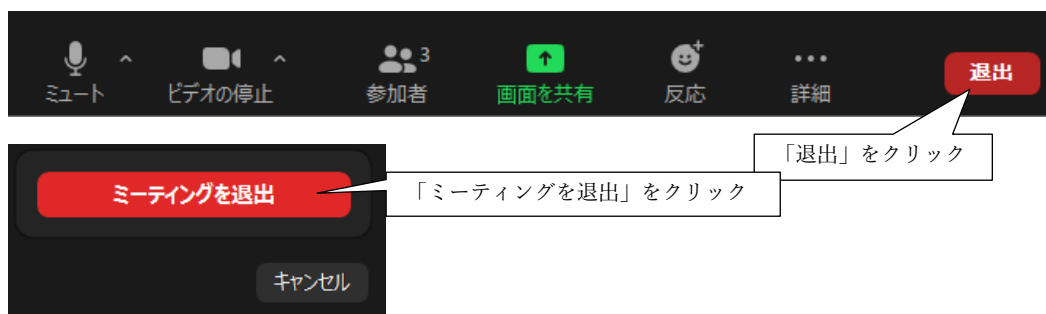 3
ミュート ビデオの停止 参加者 画面を共有 反応 詳細 退出
「退出」をクリック
ミーティングを退出 「ミーティングを退出」をクリック
キャンセル